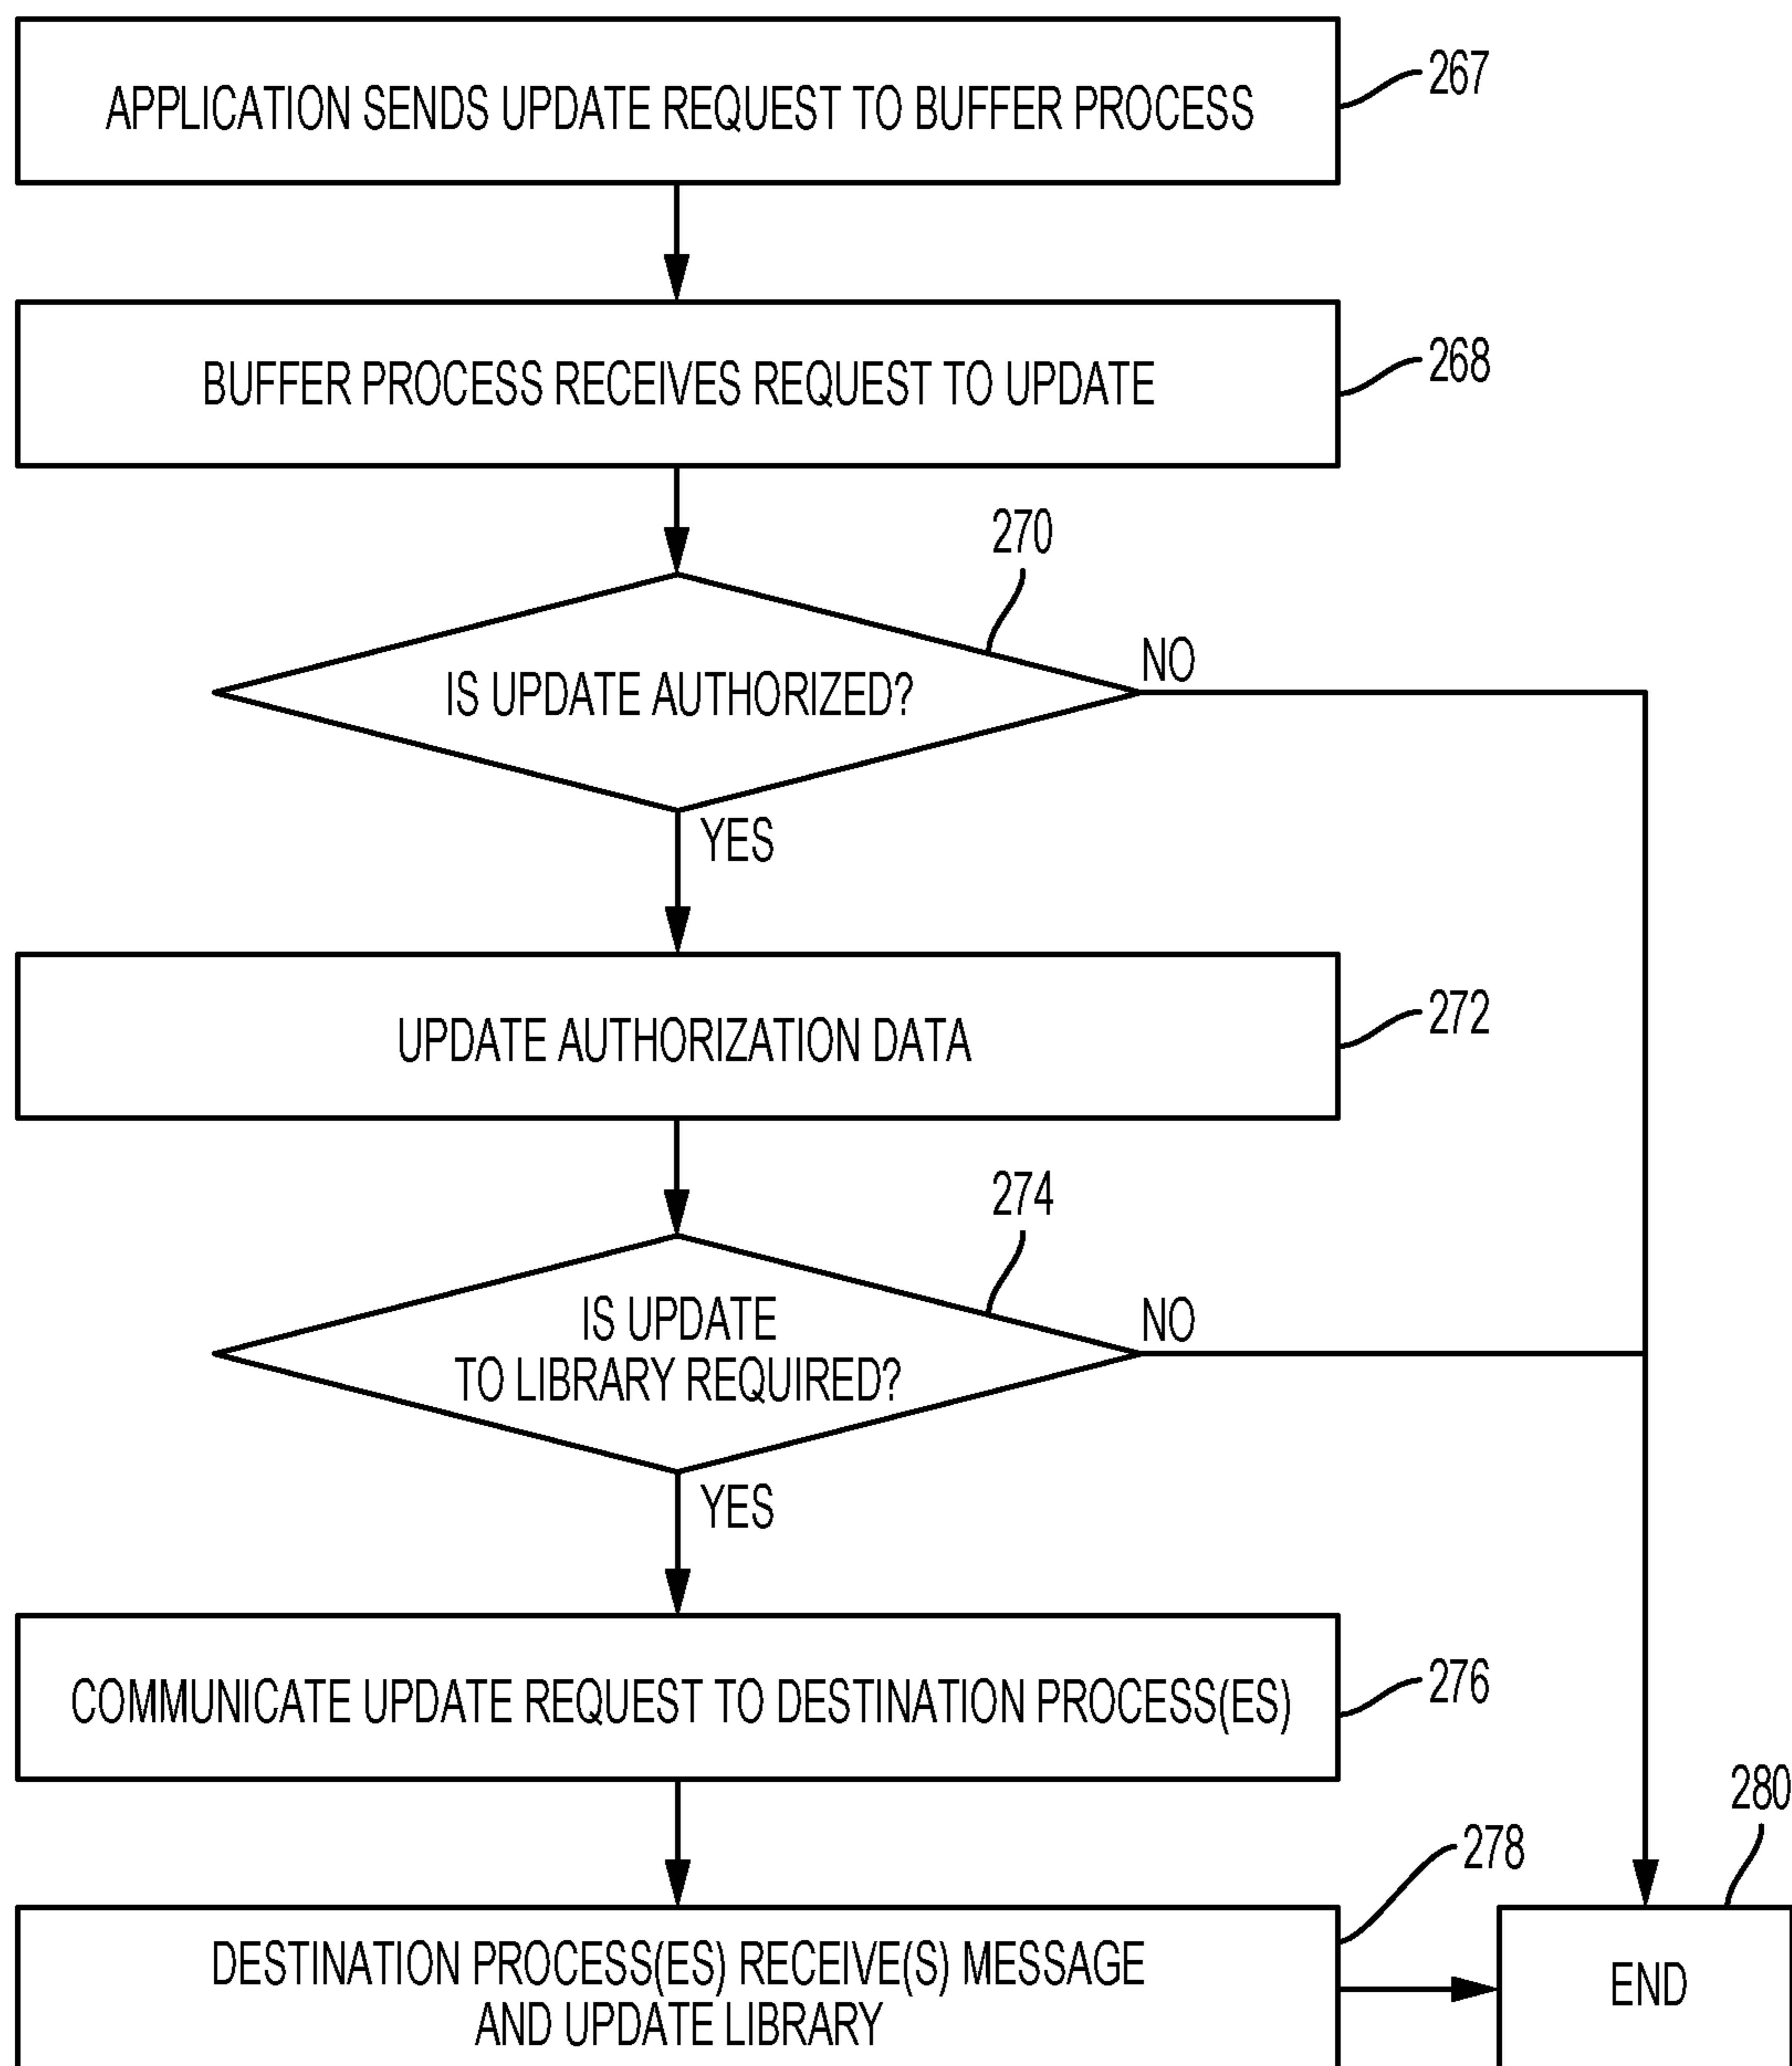 APPLICATION SENDS UPDATE REQUEST TO BUFFER PROCESS
267
BUFFER PROCESS RECEIVES REQUEST TO UPDATE
268
270
IS UPDATE AUTHORIZED?
NO
YES
UPDATE AUTHORIZATION DATA
272
274
IS UPDATE
TO LIBRARY REQUIRED?
NO
YES
COMMUNICATE UPDATE REQUEST TO DESTINATION PROCESS(ES)
276
278
DESTINATION PROCESS(ES) RECEIVE(S) MESSAGE
AND UPDATE LIBRARY
280
END